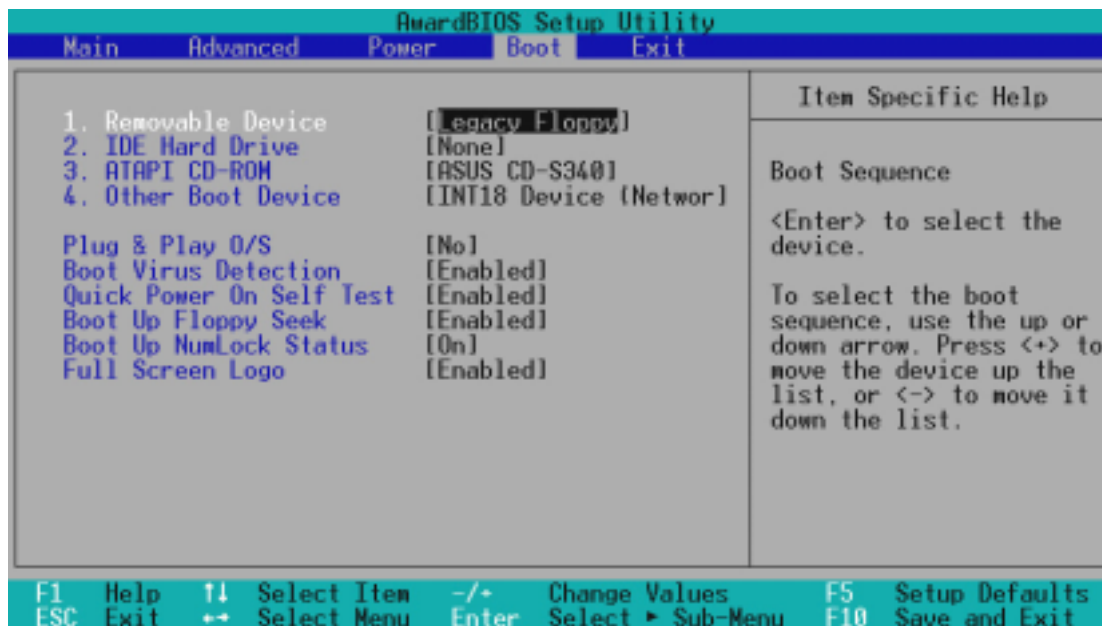 AwardBIOS Setup Utility
Main Advanced Power Boot Exit
1. Removable Device [Legacy Floppy]
2. IDE Hard Drive [None]
3. ATAPI CD-ROM [ASUS CD-S340]
4. Other Boot Device [INT18 Device (Networ]
Plug & Play O/S [No]
Boot Virus Detection [Enabled]
Quick Power On Self Test [Enabled]
Boot Up Floppy Seek [Enabled]
Boot Up NumLock Status [On]
Full Screen Logo [Enabled]
Item Specific Help
Boot Sequence
<Enter> to select the
device.
To select the boot
sequence, use the up or
down arrow. Press <+> to
move the device up the
list, or <-> to move it
down the list.
F1 Help ↑↓ Select Item -/+ Change Values F5 Setup Defaults
ESC Exit ←→ Select Menu Enter Select ► Sub-Menu F10 Save and Exit